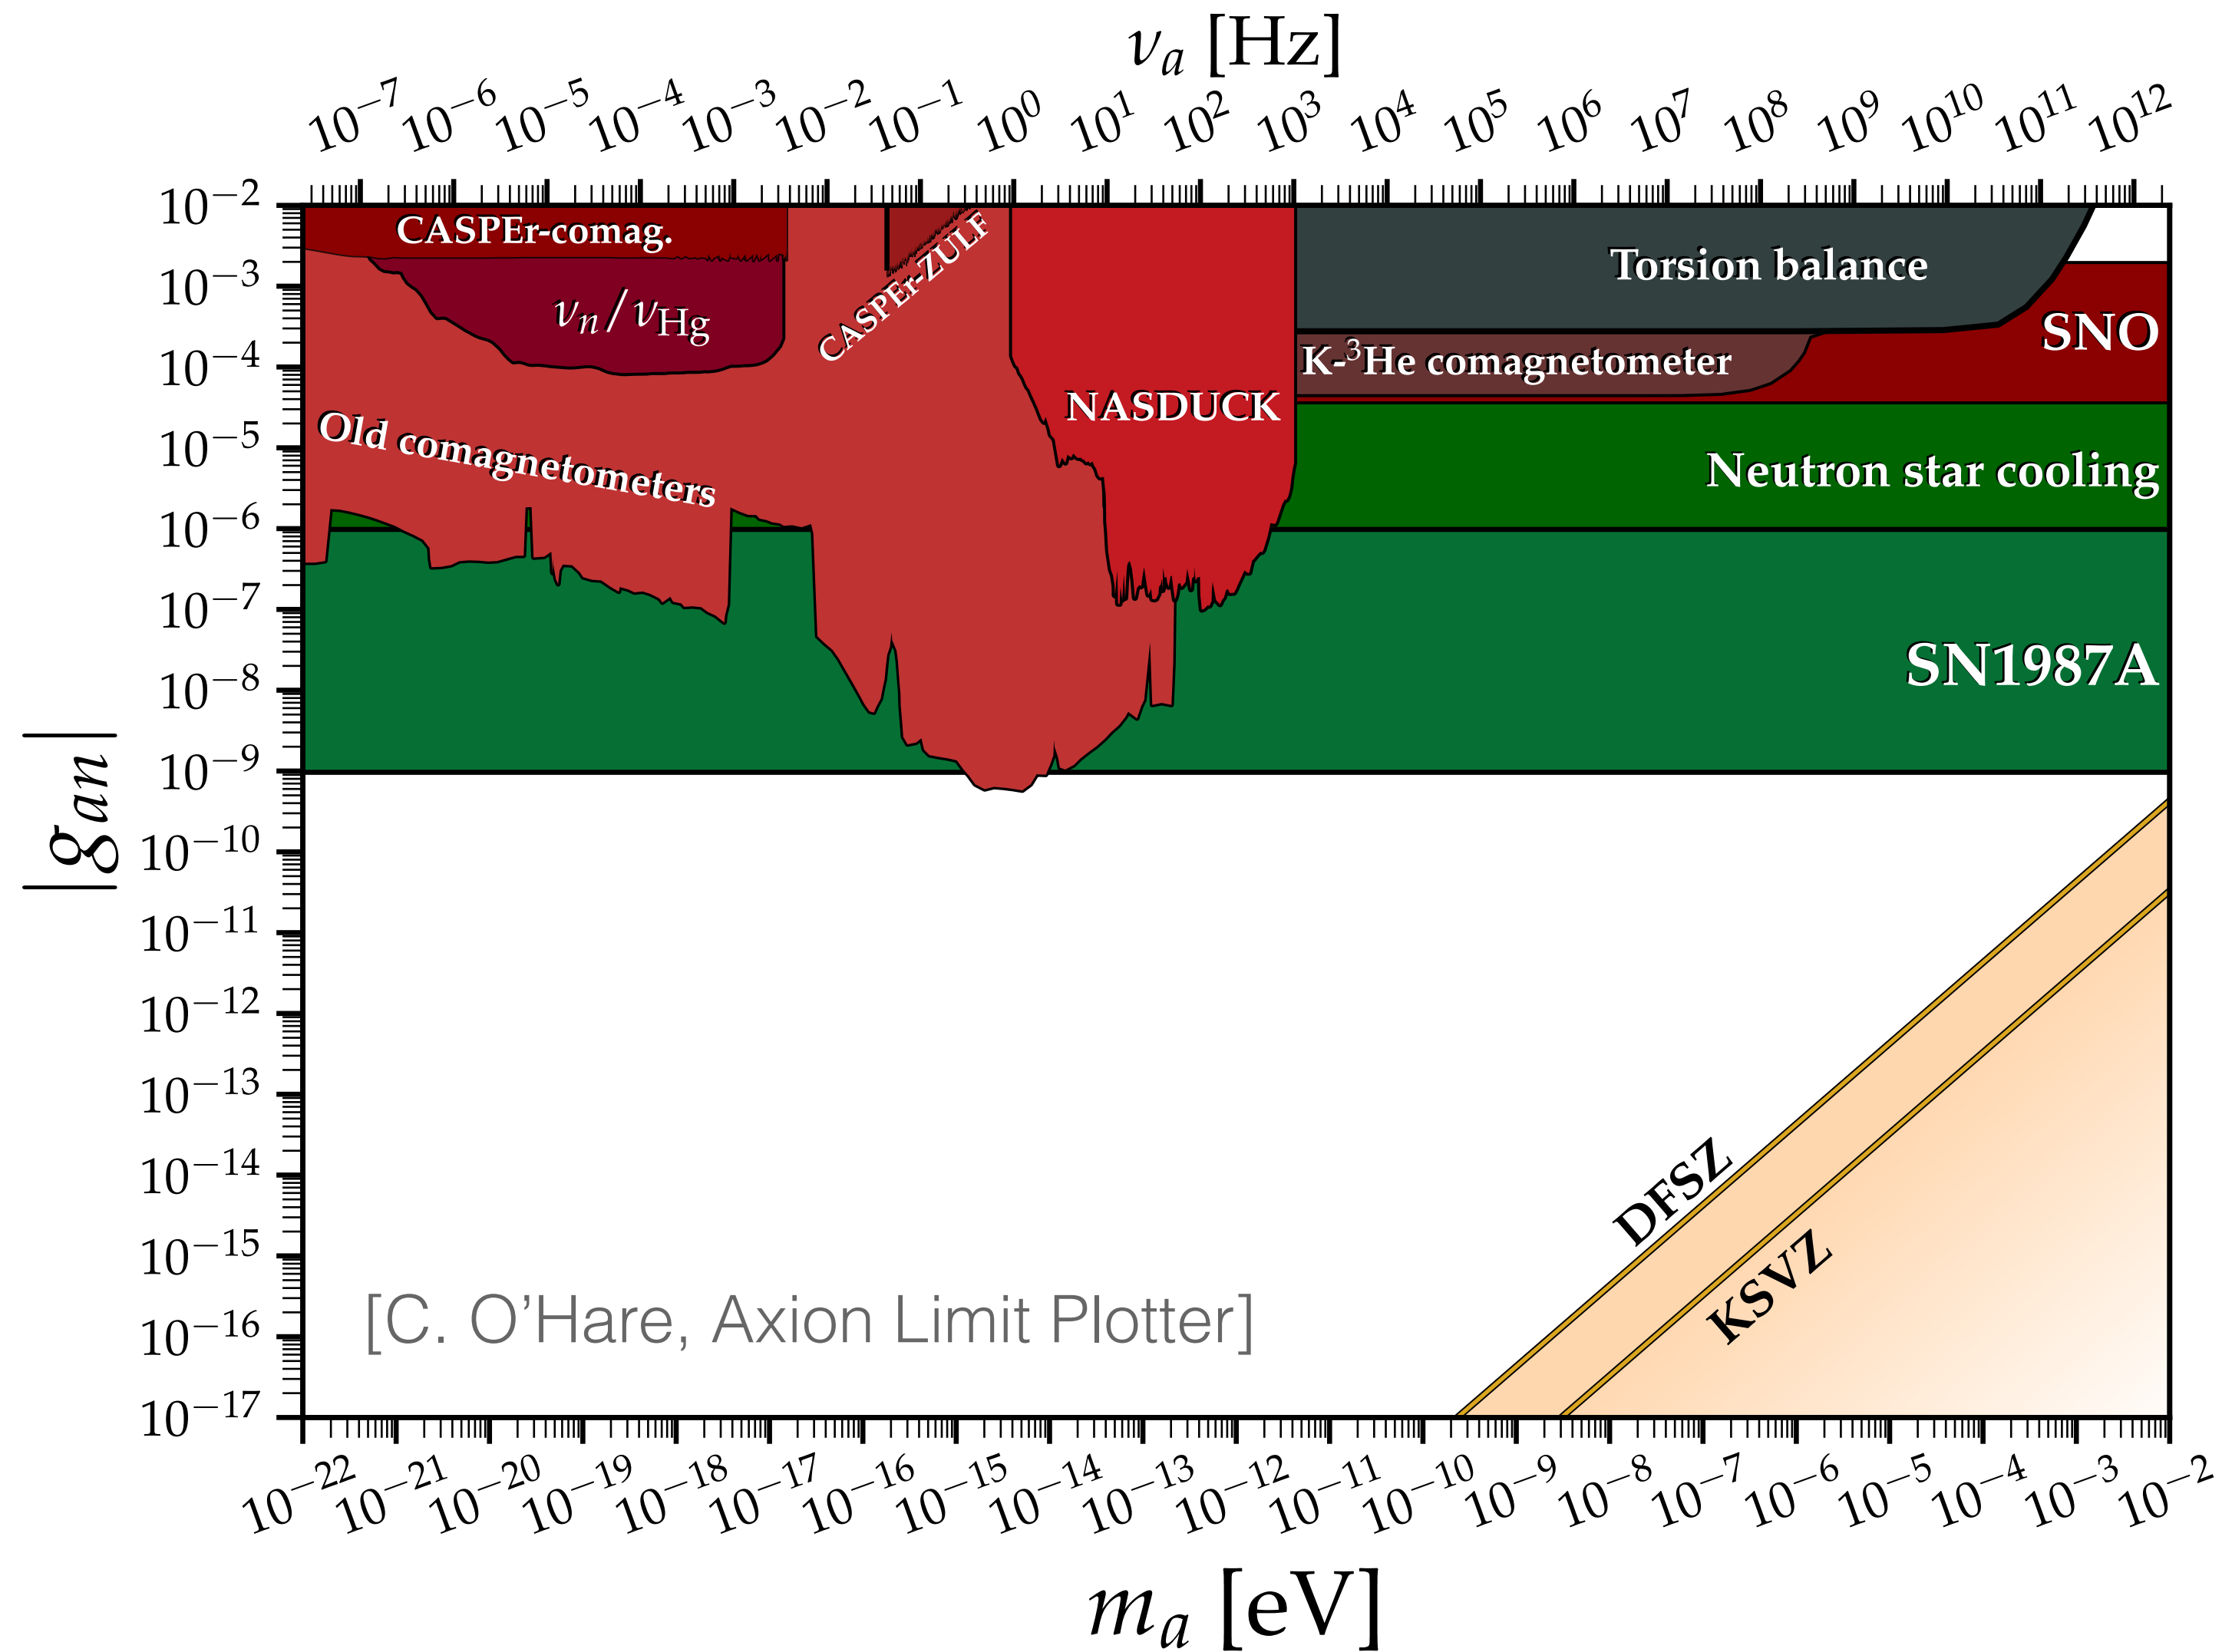 ν_a [Hz]
10^−7 10^−6 10^−5 10^−4 10^−3 10^−2 10^−1 10^0 10^1 10^2 10^3 10^4 10^5 10^6 10^7 10^8 10^9 10^10 10^11 10^12
10^−2
10^−3
10^−4
10^−5
10^−6
10^−7
10^−8
10^−9
10^−10
10^−11
10^−12
10^−13
10^−14
10^−15
10^−16
10^−17
|g_an|
CASPEr-comag.
ν_n/ν_Hg
CASPEr-ZULF
Torsion balance
SNO
K-^3He comagnetometer
NASDUCK
Old comagnetometers
Neutron star cooling
SN1987A
DFSZ
KSVZ
[C. O'Hare, Axion Limit Plotter]
10^−22 10^−21 10^−20 10^−19 10^−18 10^−17 10^−16 10^−15 10^−14 10^−13 10^−12 10^−11 10^−10 10^−9 10^−8 10^−7 10^−6 10^−5 10^−4 10^−3 10^−2
m_a [eV]